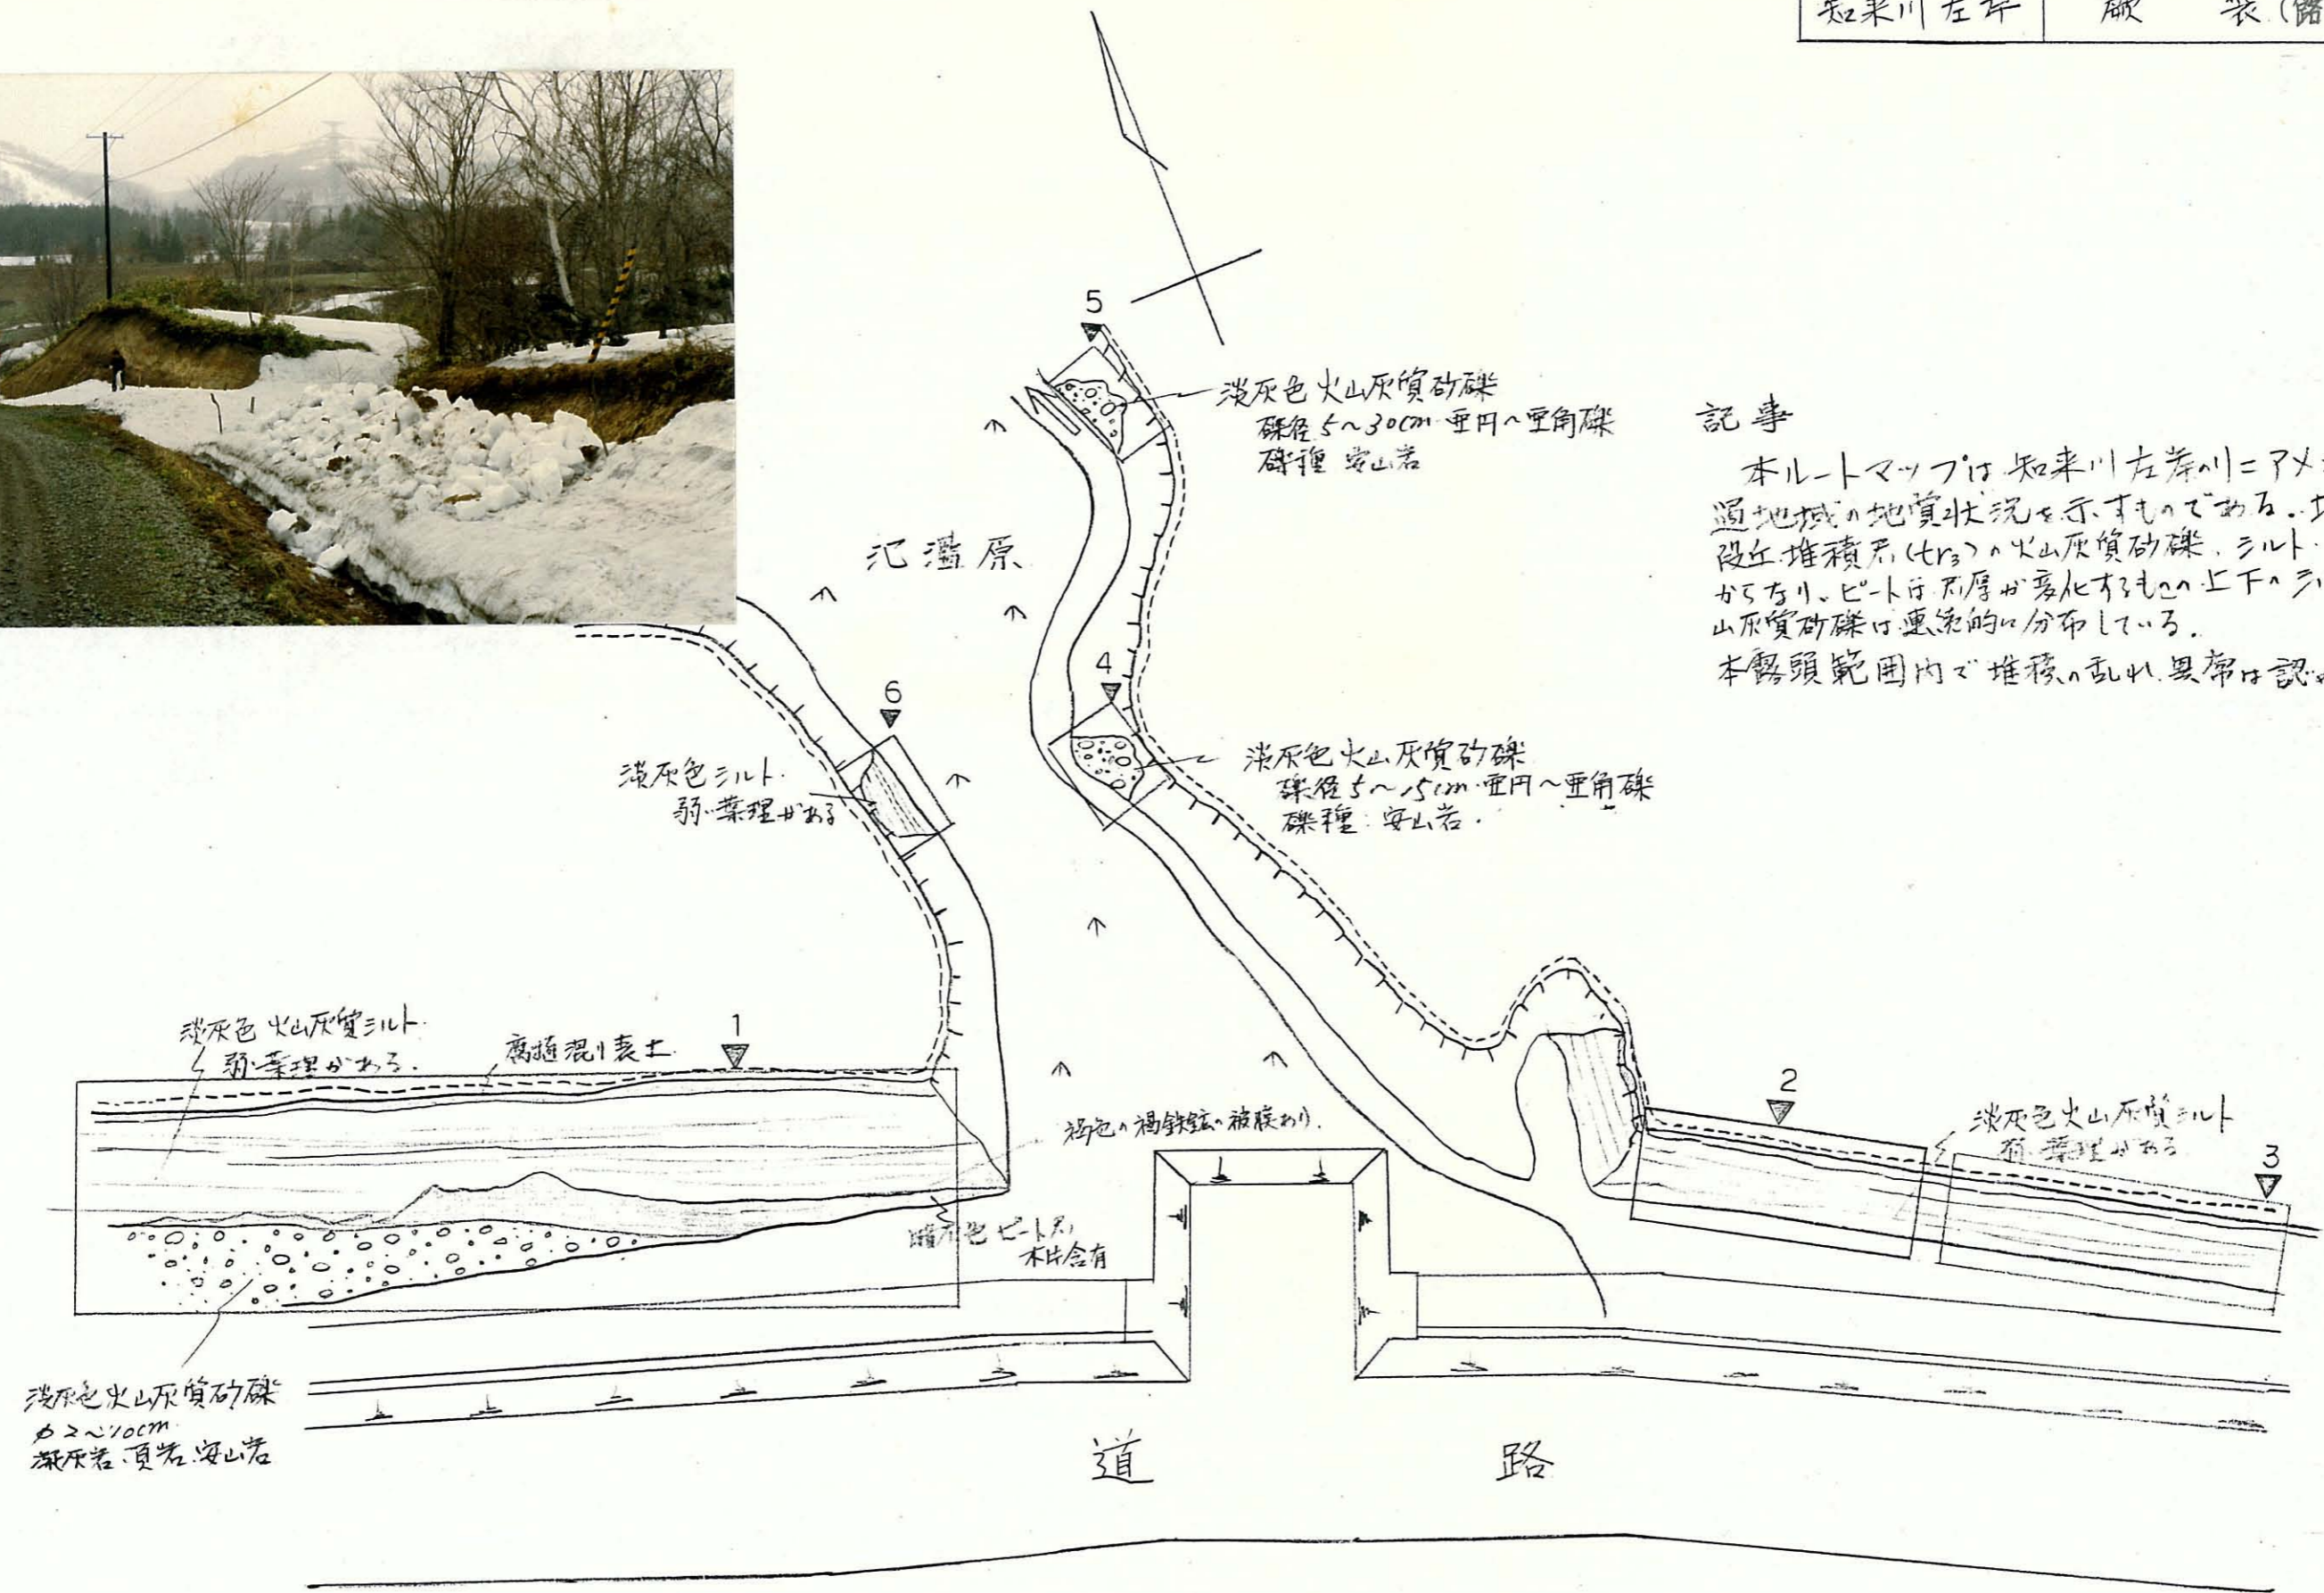 知来川左岸 蕨 装(露
5
淡灰色火山灰質砂礫
礫径5~30cm 亜円~亜角礫
礫種 安山岩
記事
本ルートマップは知来川左岸のリニアメ
過地域の地質状況を示すものである.
段丘堆積層(tr3)の火山灰質砂礫、シルト.
からなり、ピートは層厚が変化するものの上下のシ
山灰質砂礫は連続的に分布している.
本露頭範囲内で堆積の乱れ、異常は認め
氾濫原
6
淡灰色シルト.
弱い葉理がある
4
淡灰色火山灰質砂礫
礫径5~15cm 亜円~亜角礫
礫種:安山岩.
淡灰色火山灰質シルト.
弱い葉理がある.
腐植混り表土.
1
褐色の褐鉄鉱の被膜あり.
2
淡灰色火山灰質シルト
弱い葉理がある
3
暗灰色ピート層
木片含有
淡灰色火山灰質砂礫
φ2~10cm
凝灰岩、頁岩、安山岩
道路